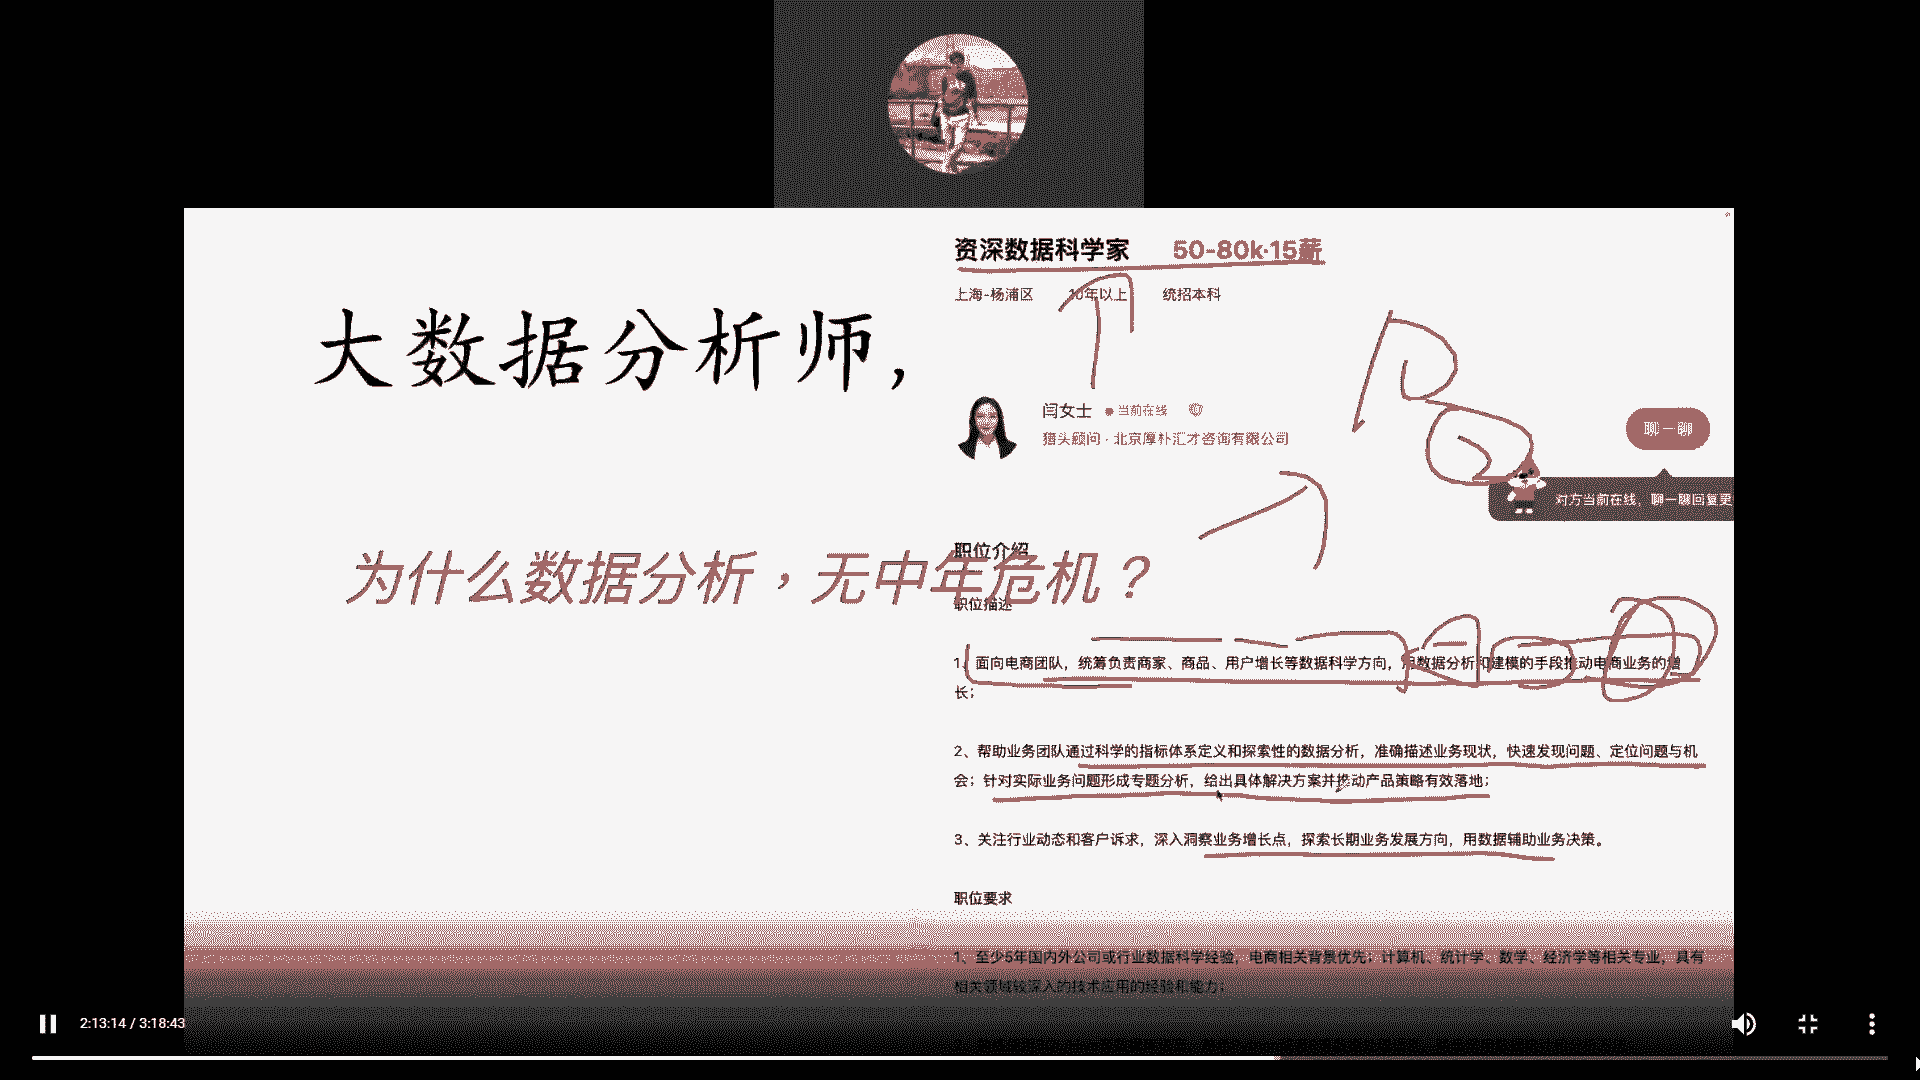 资深数据科学家 50-80k·15薪
上海-杨浦区 10年以上 统招本科
大数据分析师,
闫女士 当前在线
猎头顾问 · 北京厚朴汇才咨询有限公司
聊一聊
对方当前在线，聊一聊回复更
职位介绍
为什么数据分析，无中年危机？
职位描述
1、面向电商团队，统筹负责商家、商品、用户增长等数据科学方向，用数据分析和建模的手段推动电商业务的增
长；
2、帮助业务团队通过科学的指标体系定义和探索性的数据分析，准确描述业务现状，快速发现问题、定位问题与机
会；针对实际业务问题形成专题分析，给出具体解决方案并推动产品策略有效落地；
3、关注行业动态和客户诉求，深入洞察业务增长点，探索长期业务发展方向，用数据辅助业务决策。
职位要求
1、至少5年国内外公司或行业数据科学经验，电商相关背景优先；计算机、统计学、数学、经济学等相关专业，具有
相关领域较深入的技术应用的经验和能力；
2:13:14 / 3:18:43